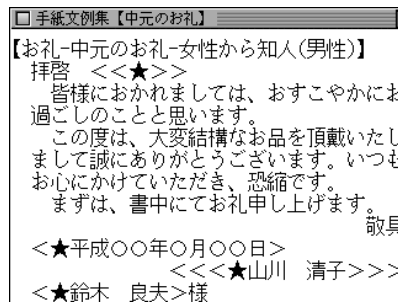 手紙文例集【中元のお礼】
【お礼-中元のお礼-女性から知人(男性)】
拝啓 <<★>>
皆様におかれましては、おすこやかにお
過ごしのことと思います。
この度は、大変結構なお品を頂戴いたし
まして誠にありがとうございます。いつも
お心にかけていただき、恐縮です。
まずは、書中にてお礼申し上げます。
敬具
<★平成○○年○月○○日>
<<<★山川 清子>>>
<★鈴木 良夫>様